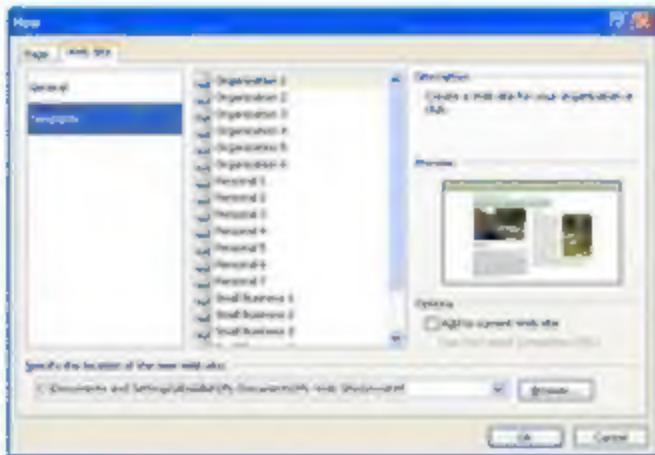 New
Page Web Site
General
Templates
Organization 1
Organization 2
Organization 3
Organization 4
Organization 5
Organization 6
Personal 1
Personal 2
Personal 3
Personal 4
Personal 5
Personal 6
Personal 7
Small Business 1
Small Business 2
Small Business 3
Description
Create a web site for your organization or
club.
Preview
Options
Add to current web site
Specify the location of the new web site:
Browse...
OK Cancel